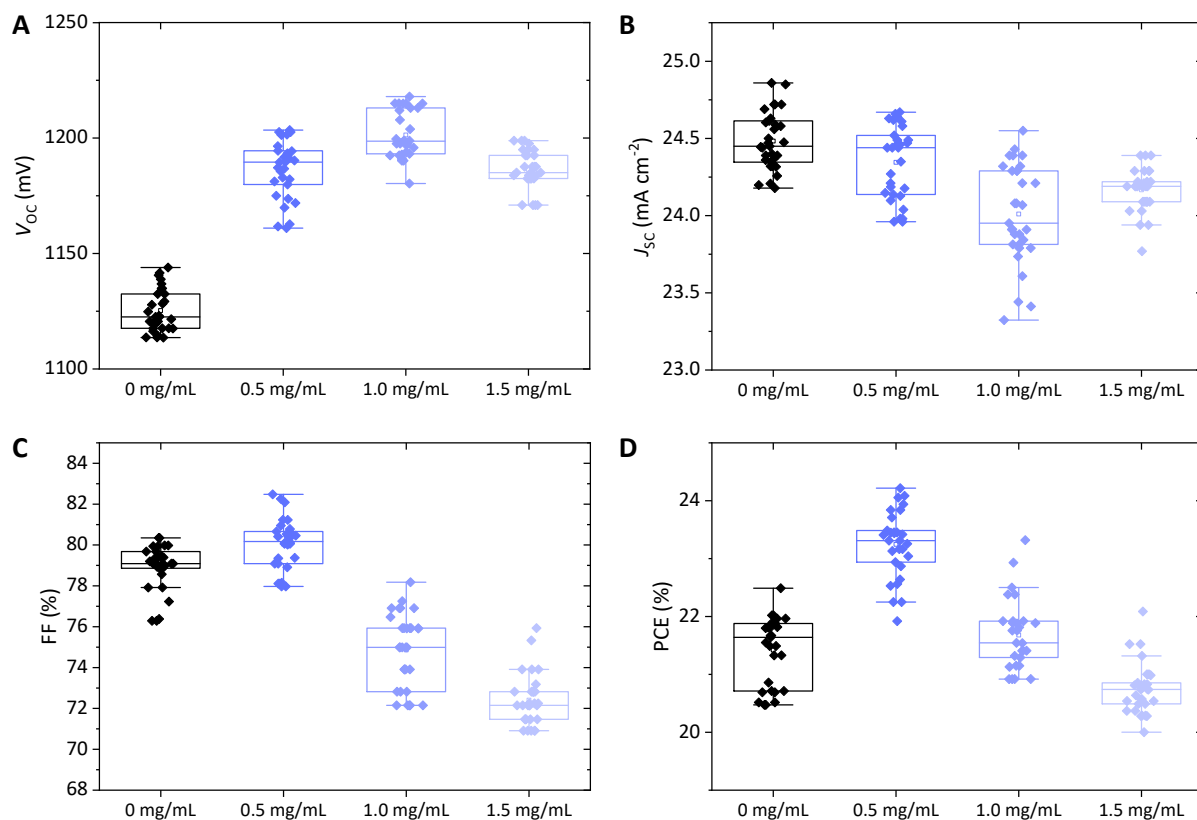 A
1250
1200
1150
1100
V_OC (mV)
0 mg/mL 0.5 mg/mL 1.0 mg/mL 1.5 mg/mL
B
25.0
24.5
24.0
23.5
23.0
J_SC (mA cm⁻²)
0 mg/mL 0.5 mg/mL 1.0 mg/mL 1.5 mg/mL
C
84
82
80
78
76
74
72
70
68
FF (%)
0 mg/mL 0.5 mg/mL 1.0 mg/mL 1.5 mg/mL
D
24
22
20
PCE (%)
0 mg/mL 0.5 mg/mL 1.0 mg/mL 1.5 mg/mL